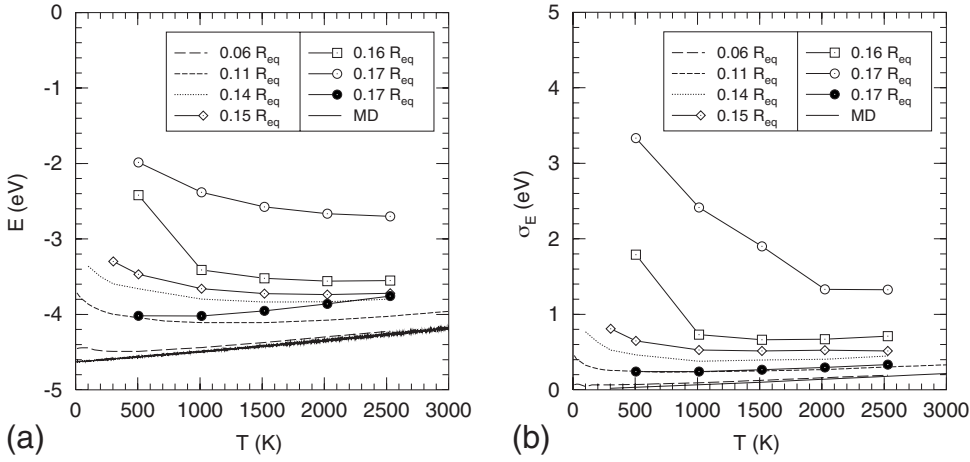 0
-1
-2
-3
-4
-5
E (eV)
0.06 R_eq
0.11 R_eq
0.14 R_eq
0.15 R_eq
0.16 R_eq
0.17 R_eq
0.17 R_eq
MD
0 500 1000 1500 2000 2500 3000
(a)
T (K)
5
4
3
2
1
0
σ_E (eV)
0.06 R_eq
0.11 R_eq
0.14 R_eq
0.15 R_eq
0.16 R_eq
0.17 R_eq
0.17 R_eq
MD
0 500 1000 1500 2000 2500 3000
(b)
T (K)